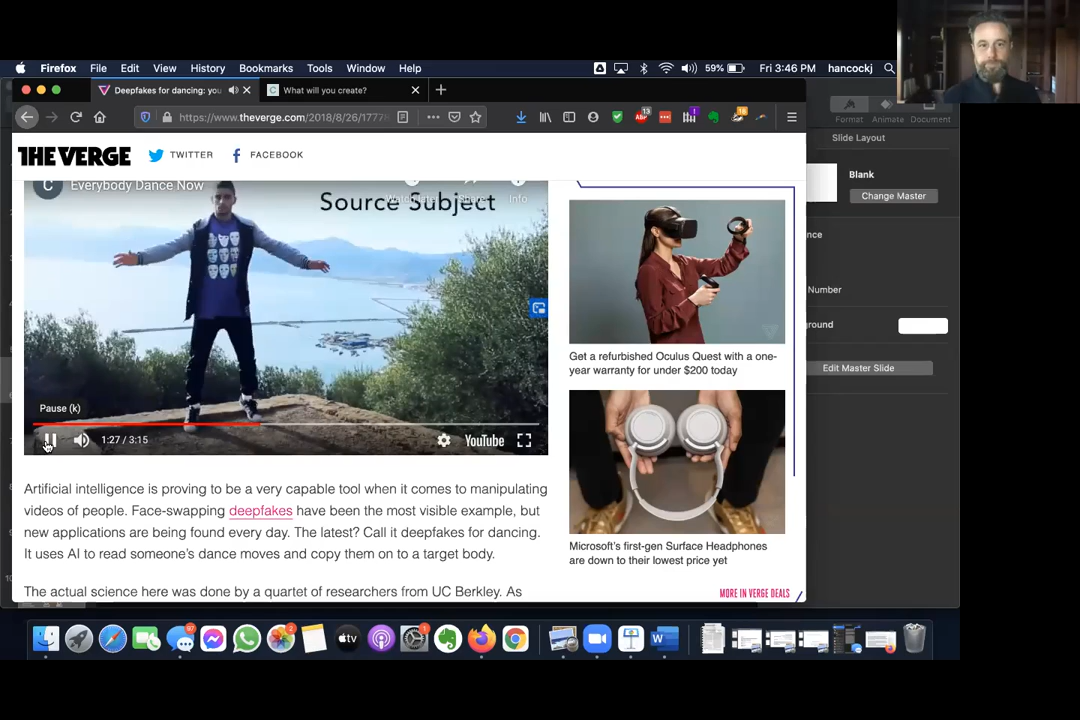 Firefox File Edit View History Bookmarks Tools Window Help
59% Fri 3:46 PM hancockj
Deepfakes for dancing: you
What will you create?
https://www.theverge.com/2018/8/26/1777
Format Animate Document
Slide Layout
THE VERGE TWITTER FACEBOOK
C Everybody Dance Now
Source Subject
Info
Blank
Change Master
Number
Edit Master Slide
Pause (k)
1:27 / 3:15
YouTube
Get a refurbished Oculus Quest with a one-
year warranty for under $200 today
Artificial intelligence is proving to be a very capable tool when it comes to manipulating
videos of people. Face-swapping deepfakes have been the most visible example, but
new applications are being found every day. The latest? Call it deepfakes for dancing.
It uses AI to read someone's dance moves and copy them on to a target body.
The actual science here was done by a quartet of researchers from UC Berkley. As
Microsoft's first-gen Surface Headphones
are down to their lowest price yet
MORE IN VERGE DEALS
tv